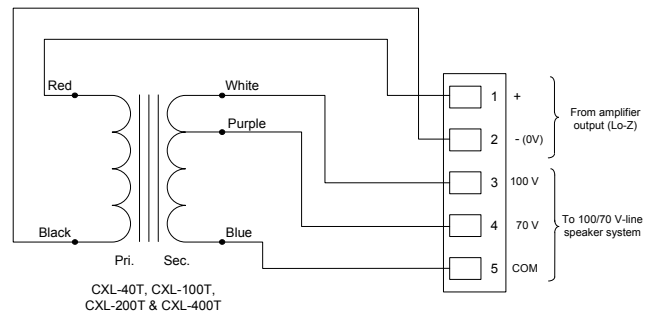 Red
White
Purple
Black
Blue
Pri.
Sec.
CXL-40T, CXL-100T,
CXL-200T & CXL-400T
1 +
2 - (0V)
3 100 V
4 70 V
5 COM
From amplifier
output (Lo-Z)
To 100/70 V-line
speaker system